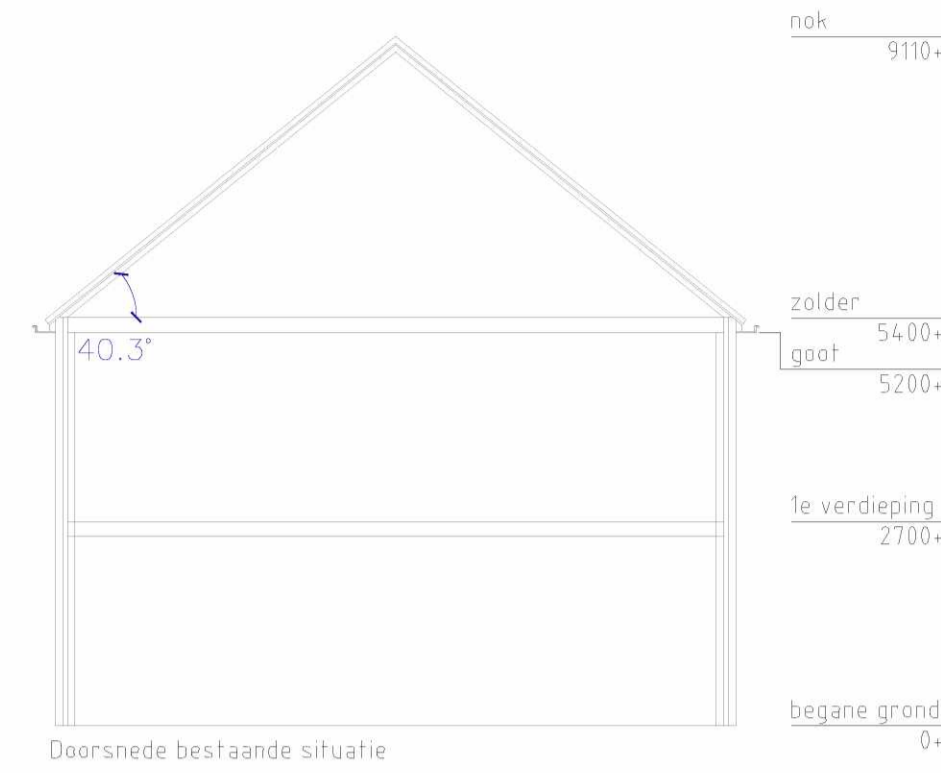 nok
9110+
zolder
5400+
goot
5200+
40.3°
1e verdieping
2700+
begane grond
0+
Doorsnede bestaande situatie